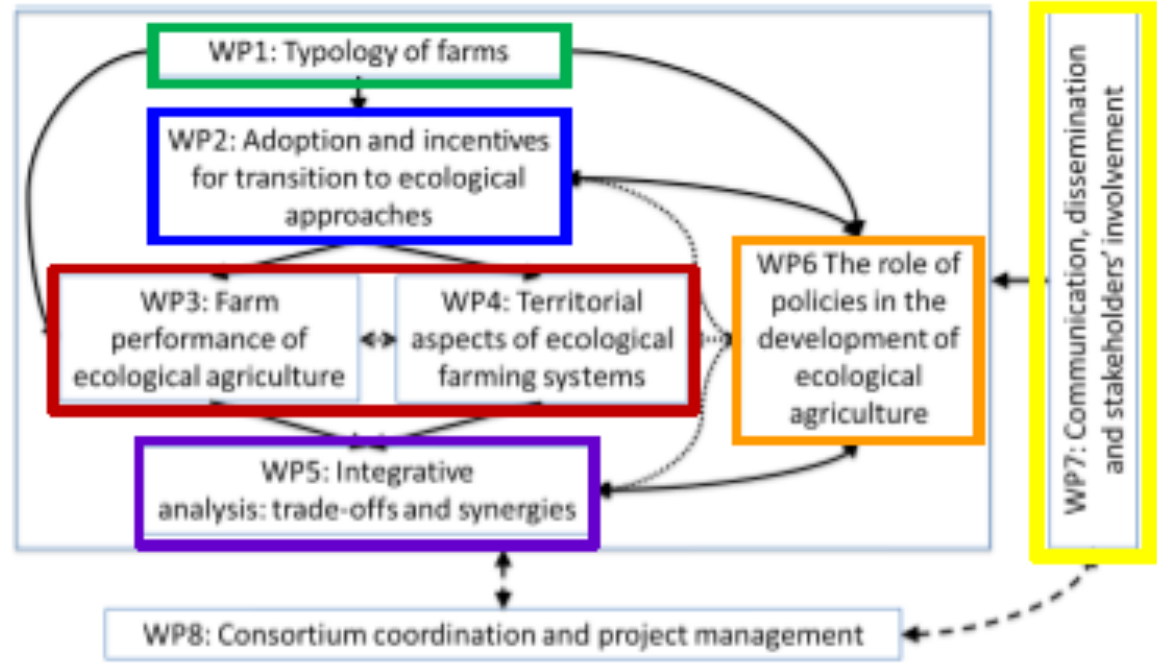 WP1: Typology of farms
WP2: Adoption and incentives
for transition to ecological
approaches
WP3: Farm
performance of
ecological agriculture
WP4: Territorial
aspects of ecological
farming systems
WP5: Integrative
analysis: trade-offs and synergies
WP6 The role of
policies in the
development of
ecological
agriculture
WP7: Communication, dissemination
and stakeholders' involvement
WP8: Consortium coordination and project management